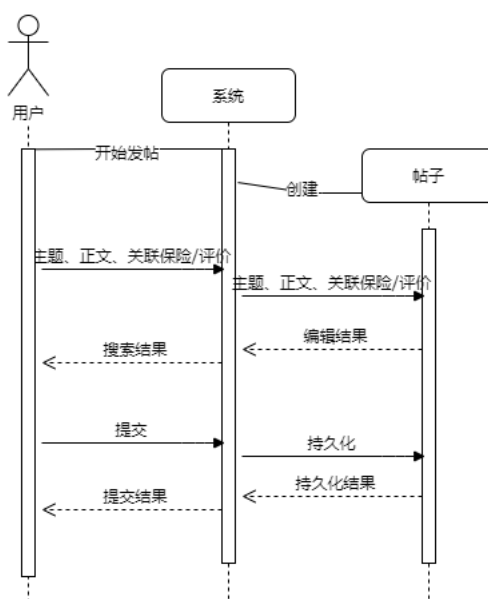 用户
系统
开始发帖
帖子
创建
主题、正文、关联保险/评价
主题、正文、关联保险/评价
编辑结果
搜索结果
提交
持久化
持久化结果
提交结果